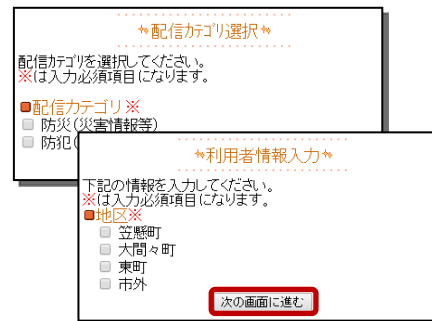 配信カテゴリ選択
配信カテゴリを選択してください。
※は入力必須項目になります。
■配信カテゴリ※
防災(災害情報等)
防犯(
利用者情報入力
下記の情報を入力してください。
※は入力必須項目になります。
■地区※
笠懸町
大間々町
東町
市外
次の画面に進む